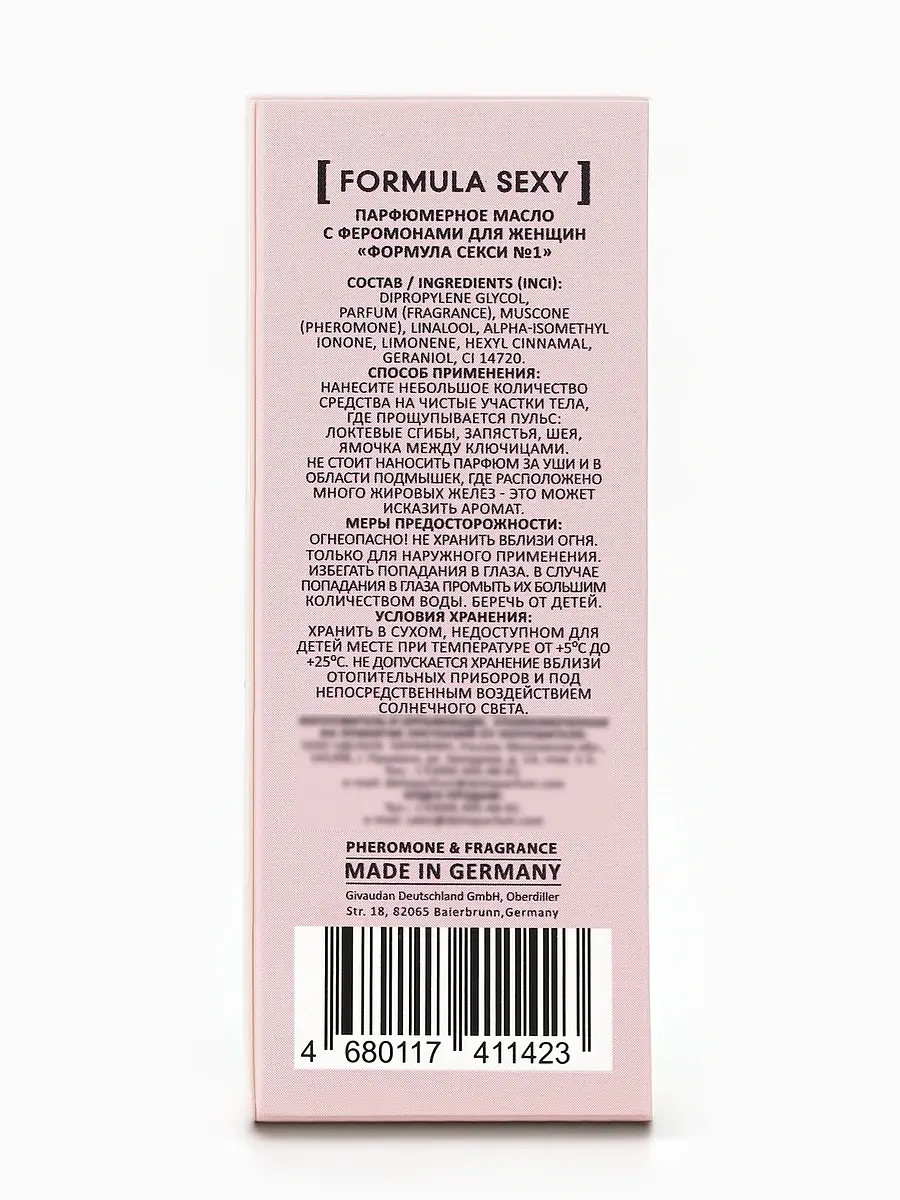 [ FORMULA SEXY ]
ПАРФЮМЕРНОЕ МАСЛО
С ФЕРОМОНАМИ ДЛЯ ЖЕНЩИН
«ФОРМУЛА СЕКСИ №1»
СОСТАВ / INGREDIENTS (INCI):
DIPROPYLENE GLYCOL,
PARFUM (FRAGRANCE), MUSCONE
(PHEROMONE), LINALOOL, ALPHA-ISOMETHYL
IONONE, LIMONENE, HEXYL CINNAMAL,
GERANIOL, CI 14720.
СПОСОБ ПРИМЕНЕНИЯ:
НАНЕСИТЕ НЕБОЛЬШОЕ КОЛИЧЕСТВО
СРЕДСТВА НА ЧИСТЫЕ УЧАСТКИ ТЕЛА,
ГДЕ ПРОЩУПЫВАЕТСЯ ПУЛЬС:
ЛОКТЕВЫЕ СГИБЫ, ЗАПЯСТЬЯ, ШЕЯ,
ЯМОЧКА МЕЖДУ КЛЮЧИЦАМИ.
НЕ СТОИТ НАНОСИТЬ ПАРФЮМ ЗА УШИ И В
ОБЛАСТИ ПОДМЫШЕК, ГДЕ РАСПОЛОЖЕНО
МНОГО ЖИРОВЫХ ЖЕЛЕЗ - ЭТО МОЖЕТ
ИСКАЗИТЬ АРОМАТ.
МЕРЫ ПРЕДОСТОРОЖНОСТИ:
ОГНЕОПАСНО! НЕ ХРАНИТЬ ВБЛИЗИ ОГНЯ.
ТОЛЬКО ДЛЯ НАРУЖНОГО ПРИМЕНЕНИЯ.
ИЗБЕГАТЬ ПОПАДАНИЯ В ГЛАЗА. В СЛУЧАЕ
ПОПАДАНИЯ В ГЛАЗА ПРОМЫТЬ ИХ БОЛЬШИМ
КОЛИЧЕСТВОМ ВОДЫ. БЕРЕЧЬ ОТ ДЕТЕЙ.
УСЛОВИЯ ХРАНЕНИЯ:
ХРАНИТЬ В СУХОМ, НЕДОСТУПНОМ ДЛЯ
ДЕТЕЙ МЕСТЕ ПРИ ТЕМПЕРАТУРЕ ОТ +5ºС ДО
+25ºС. НЕ ДОПУСКАЕТСЯ ХРАНЕНИЕ ВБЛИЗИ
ОТОПИТЕЛЬНЫХ ПРИБОРОВ И ПОД
НЕПОСРЕДСТВЕННЫМ ВОЗДЕЙСТВИЕМ
СОЛНЕЧНОГО СВЕТА.
PHEROMONE & FRAGRANCE
MADE IN GERMANY
Givaudan Deutschland GmbH, Oberdiller
Str. 18, 82065 Baierbrunn,Germany
4 680117 411423